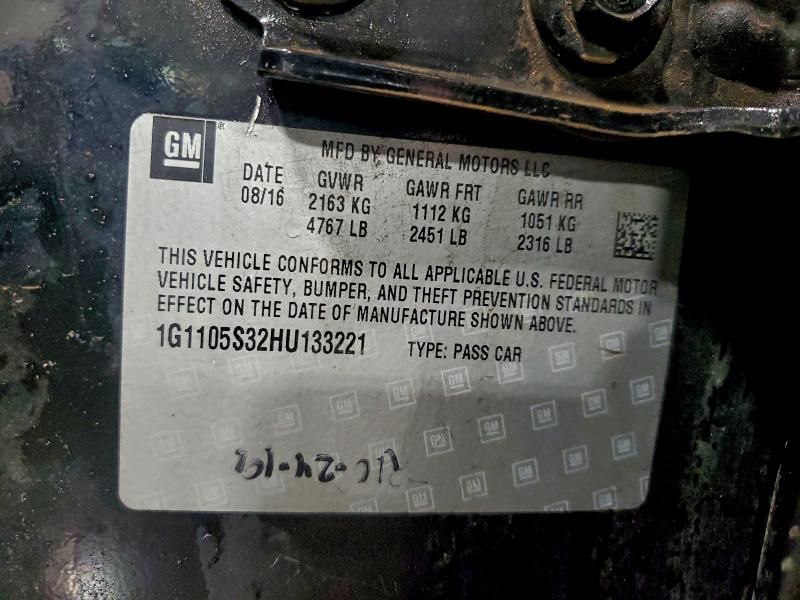 GM
MFD BY GENERAL MOTORS LLC
DATE GVWR GAWR FRT GAWR RR
08/16 2163 KG 1112 KG 1051 KG
4767 LB 2451 LB 2316 LB
THIS VEHICLE CONFORMS TO ALL APPLICABLE U.S. FEDERAL MOTOR
VEHICLE SAFETY, BUMPER, AND THEFT PREVENTION STANDARDS IN
EFFECT ON THE DATE OF MANUFACTURE SHOWN ABOVE.
1G1105S32HU133221 TYPE: PASS CAR